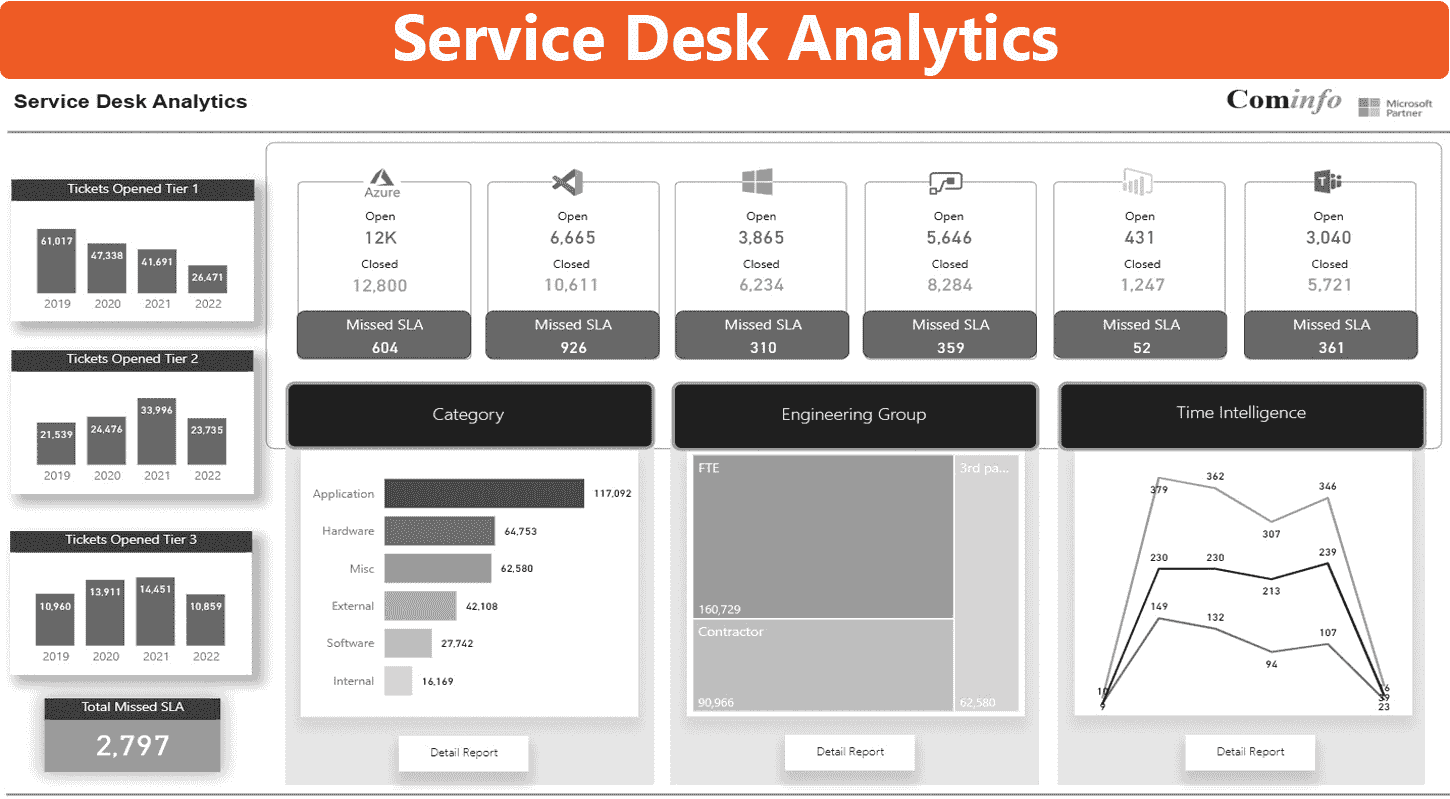 Service Desk Analytics
Service Desk Analytics
Cominfo
Microsoft
Partner
Tickets Opened Tier 1
61,017
47,338
41,691
26,471
2019 2020 2021 2022
Tickets Opened Tier 2
21,539
24,476
33,996
23,735
2019 2020 2021 2022
Tickets Opened Tier 3
10,960
13,911
14,451
10,859
2019 2020 2021 2022
Total Missed SLA
2,797
Azure
Open
12K
Closed
12,800
Missed SLA
604
Open
6,665
Closed
10,611
Missed SLA
926
Open
3,865
Closed
6,234
Missed SLA
310
Open
5,646
Closed
8,284
Missed SLA
359
Open
431
Closed
1,247
Missed SLA
52
T
Open
3,040
Closed
5,721
Missed SLA
361
Category
Application 117,092
Hardware 64,753
Misc 62,580
External 42,108
Software 27,742
Internal 16,169
Detail Report
Engineering Group
FTE
160,729
Contractor
90,966
3rd pa...
62,580
Detail Report
Time Intelligence
379
362
307
346
230
230
213
239
149
132
94
107
9
23
Detail Report